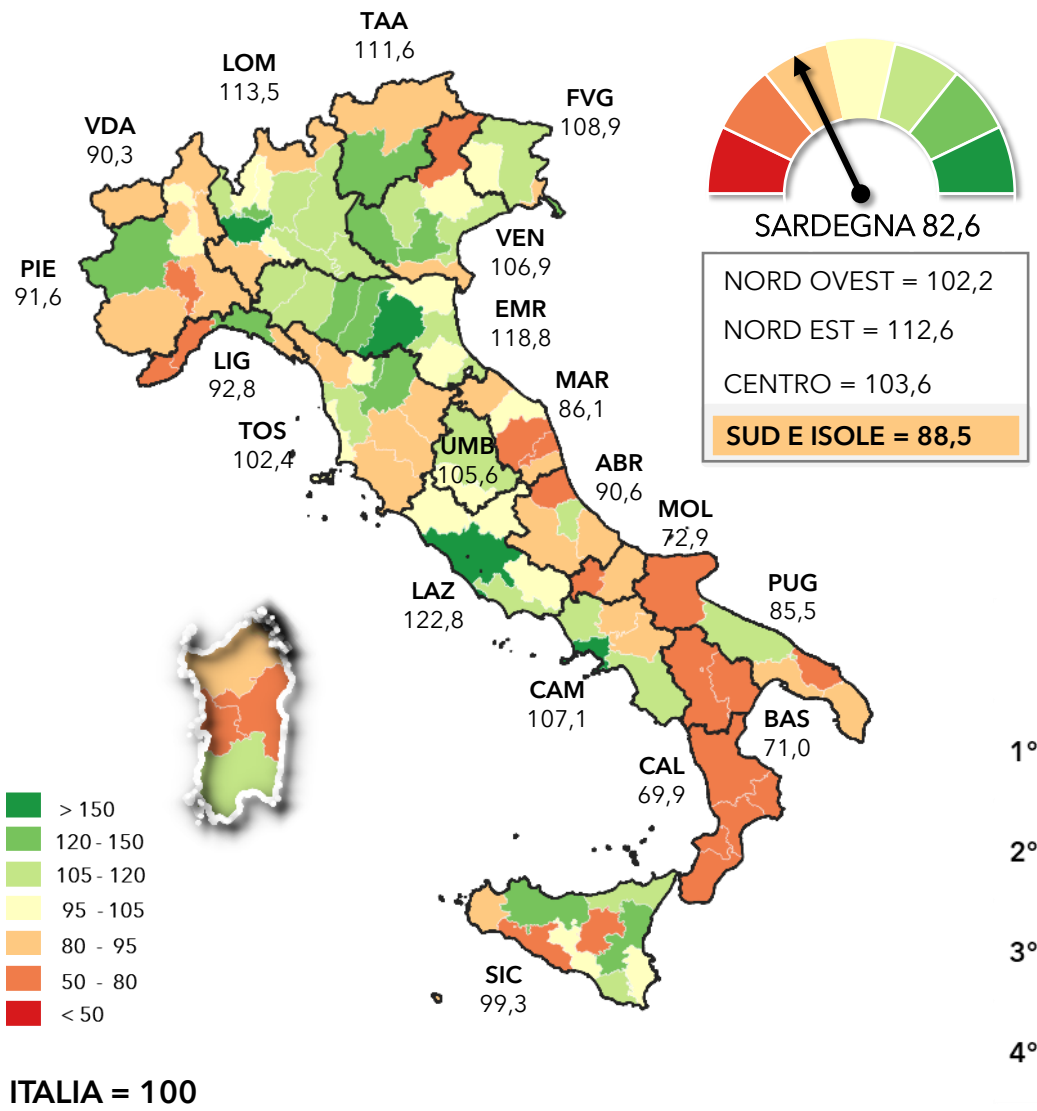 TAA
111,6
LOM
113,5
FVG
108,9
VDA
90,3
SARDEGNA 82,6
VEN
106,9
PIE
91,6
NORD OVEST = 102,2
NORD EST = 112,6
CENTRO = 103,6
SUD E ISOLE = 88,5
EMR
118,8
LIG
92,8
MAR
86,1
TOS
102,4
UMB
105,6
ABR
90,6
MOL
72,9
LAZ
122,8
PUG
85,5
CAM
107,1
BAS
71,0
CAL
69,9
1°
> 150
120 - 150
105 - 120
95 - 105
80 - 95
50 - 80
< 50
2°
3°
SIC
99,3
4°
ITALIA = 100